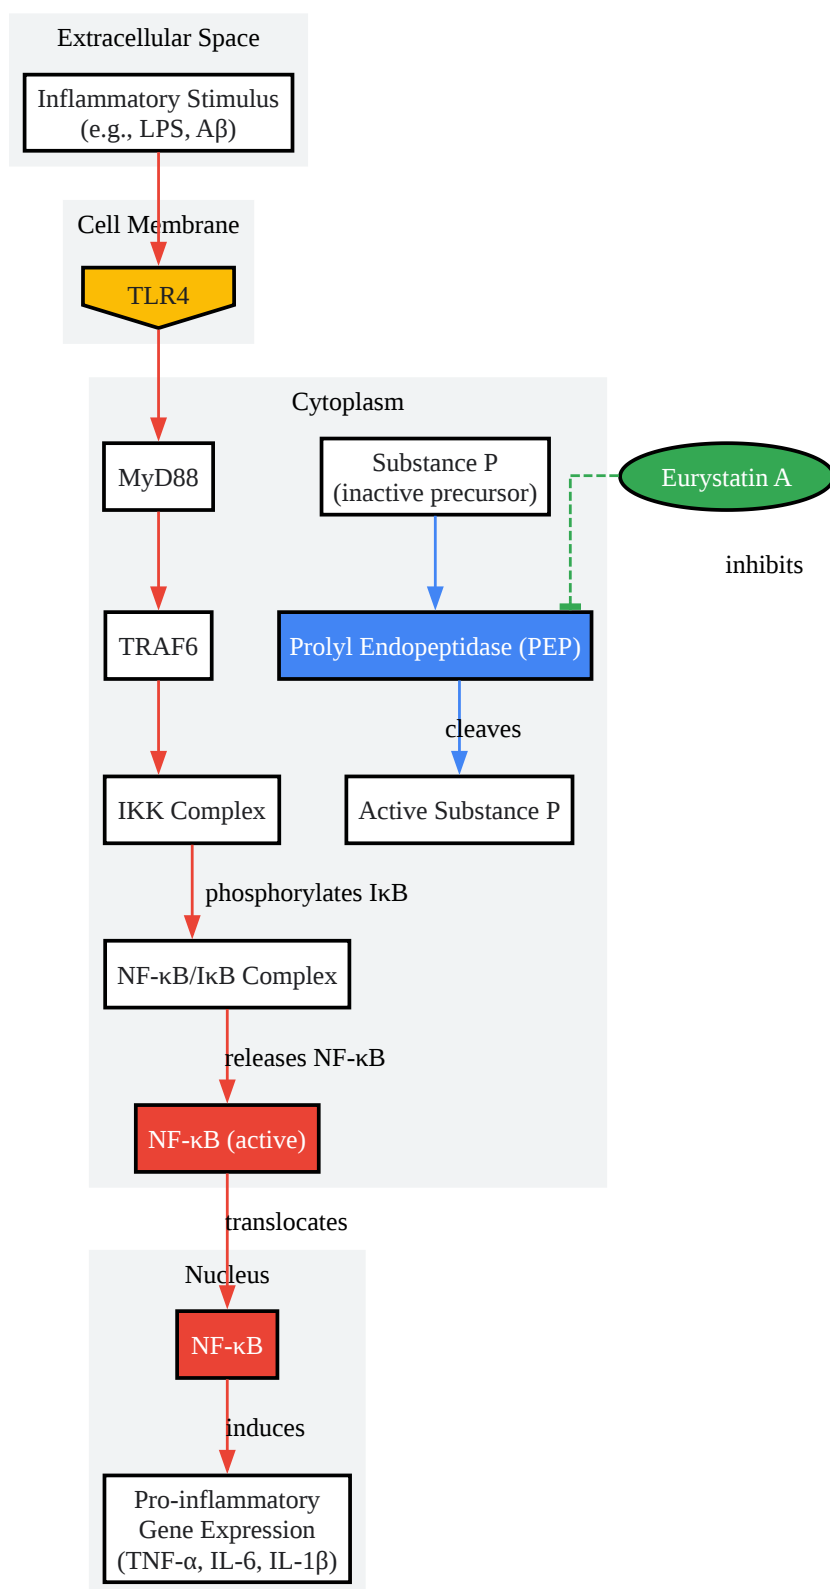 Extracellular Space
Inflammatory Stimulus
(e.g., LPS, Aβ)
Cell Membrane
TLR4
Cytoplasm
MyD88
Substance P
(inactive precursor)
Eurystatin A
inhibits
TRAF6
Prolyl Endopeptidase (PEP)
cleaves
IKK Complex
Active Substance P
phosphorylates IκB
NF-κB/IκB Complex
releases NF-κB
NF-κB (active)
translocates
Nucleus
NF-κB
induces
Pro-inflammatory
Gene Expression
(TNF-α, IL-6, IL-1β)